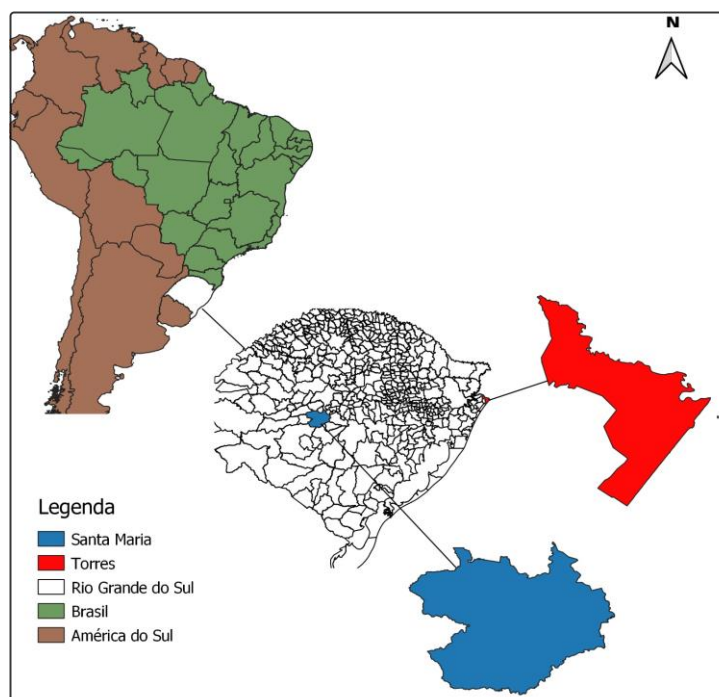 N
Legenda
Santa Maria
Torres
Rio Grande do Sul
Brasil
América do Sul